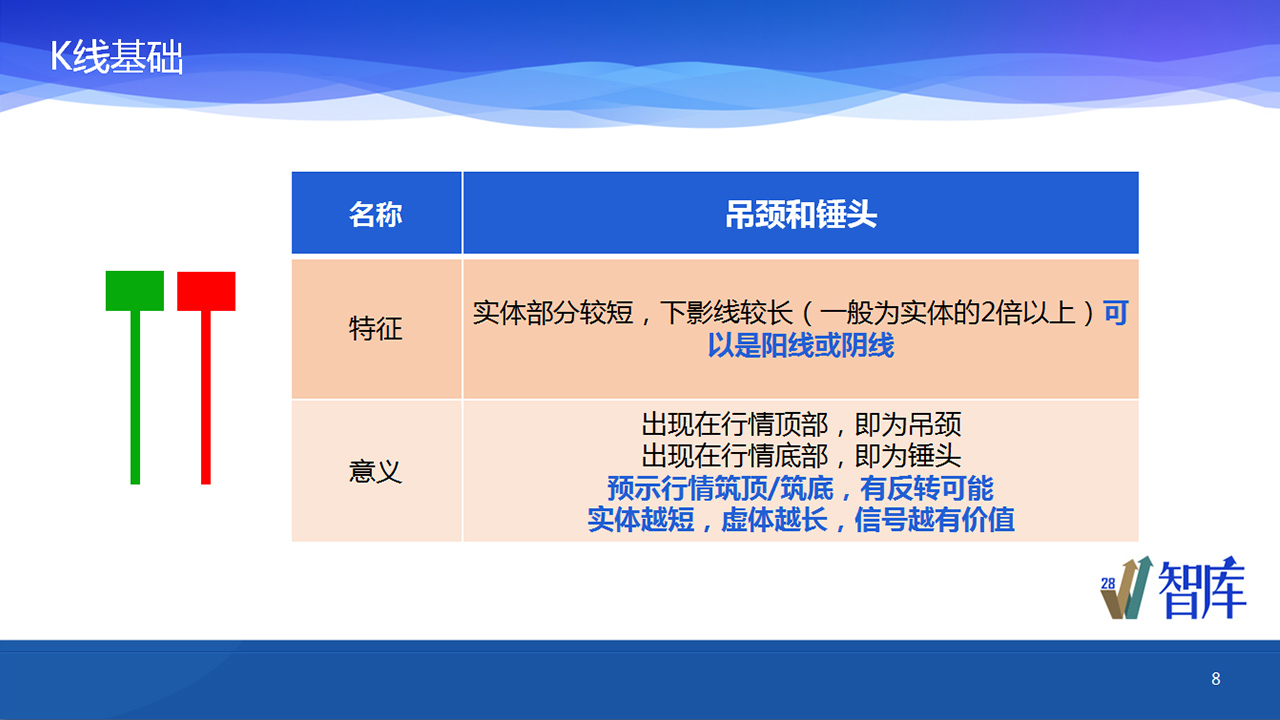 K线基础
名称
吊颈和锤头
特征
实体部分较短，下影线较长（一般为实体的2倍以上）可
以是阳线或阴线
意义
出现在行情顶部，即为吊颈
出现在行情底部，即为锤头
预示行情筑顶/筑底，有反转可能
实体越短，虚体越长，信号越有价值
28
智库
8